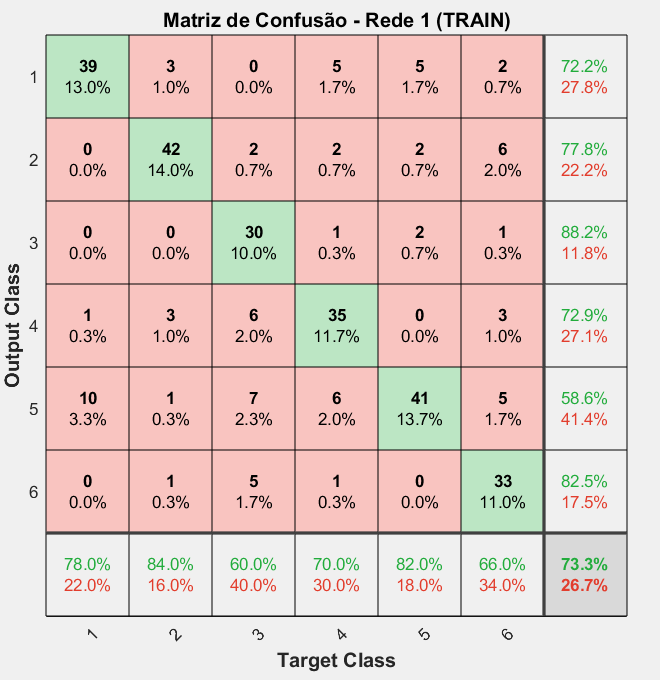 Matriz de Confusão - Rede 1 (TRAIN)
Output Class
1
39 3 0 5 5 2 72.2%
13.0% 1.0% 0.0% 1.7% 1.7% 0.7% 27.8%
2
0 42 2 2 2 6 77.8%
0.0% 14.0% 0.7% 0.7% 0.7% 2.0% 22.2%
3
0 0 30 1 2 1 88.2%
0.0% 0.0% 10.0% 0.3% 0.7% 0.3% 11.8%
4
1 3 6 35 0 3 72.9%
0.3% 1.0% 2.0% 11.7% 0.0% 1.0% 27.1%
5
10 1 7 6 41 5 58.6%
3.3% 0.3% 2.3% 2.0% 13.7% 1.7% 41.4%
6
0 1 5 1 0 33 82.5%
0.0% 0.3% 1.7% 0.3% 0.0% 11.0% 17.5%
78.0% 84.0% 60.0% 70.0% 82.0% 66.0% 73.3%
22.0% 16.0% 40.0% 30.0% 18.0% 34.0% 26.7%
1 2 3 4 5 6
Target Class